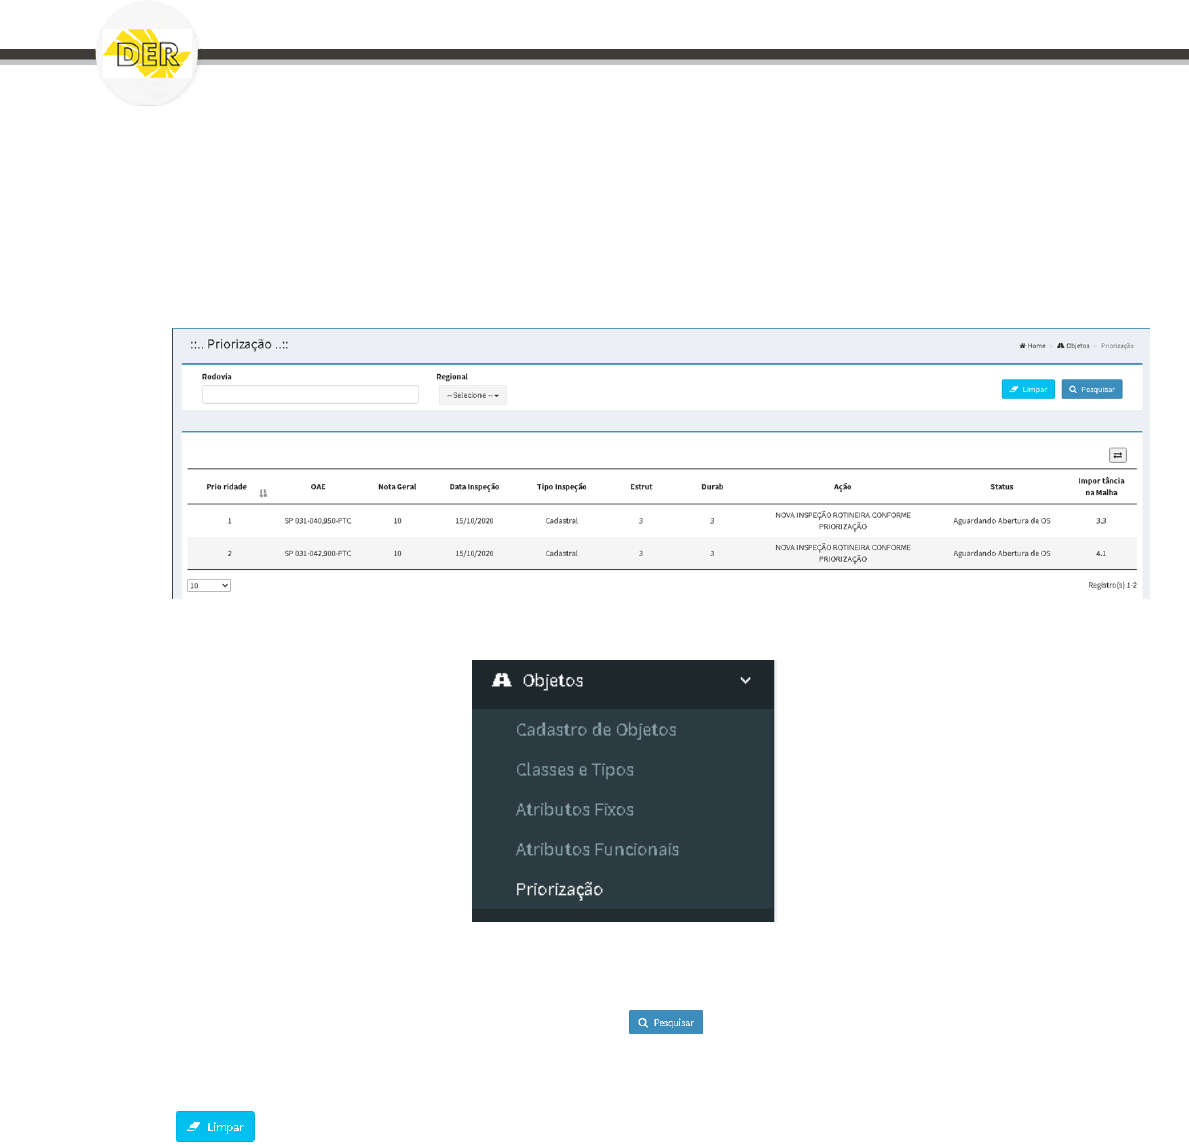 DER
::.. Priorização ..::
Home > Objetos > Priorização
Rodovia
Regional
-- Selecione --
Limpar
Pesquisar
Prio ridade OAE Nota Geral Data Inspeção Tipo Inspeção Estrut Durab Ação Status Impor tância na Malha
1 SP 031-040,950-PTC 10 15/10/2020 Cadastral 3 3 NOVA INSPEÇÃO ROTINEIRA CONFORME PRIORIZAÇÃO Aguardando Abertura de OS 3.3
2 SP 031-042,900-PTC 10 15/10/2020 Cadastral 3 3 NOVA INSPEÇÃO ROTINEIRA CONFORME PRIORIZAÇÃO Aguardando Abertura de OS 4.1
10
Registro(s) 1-2
Objetos
Cadastro de Objetos
Classes e Tipos
Atributos Fixos
Atributos Funcionais
Priorização
Pesquisar
Limpar